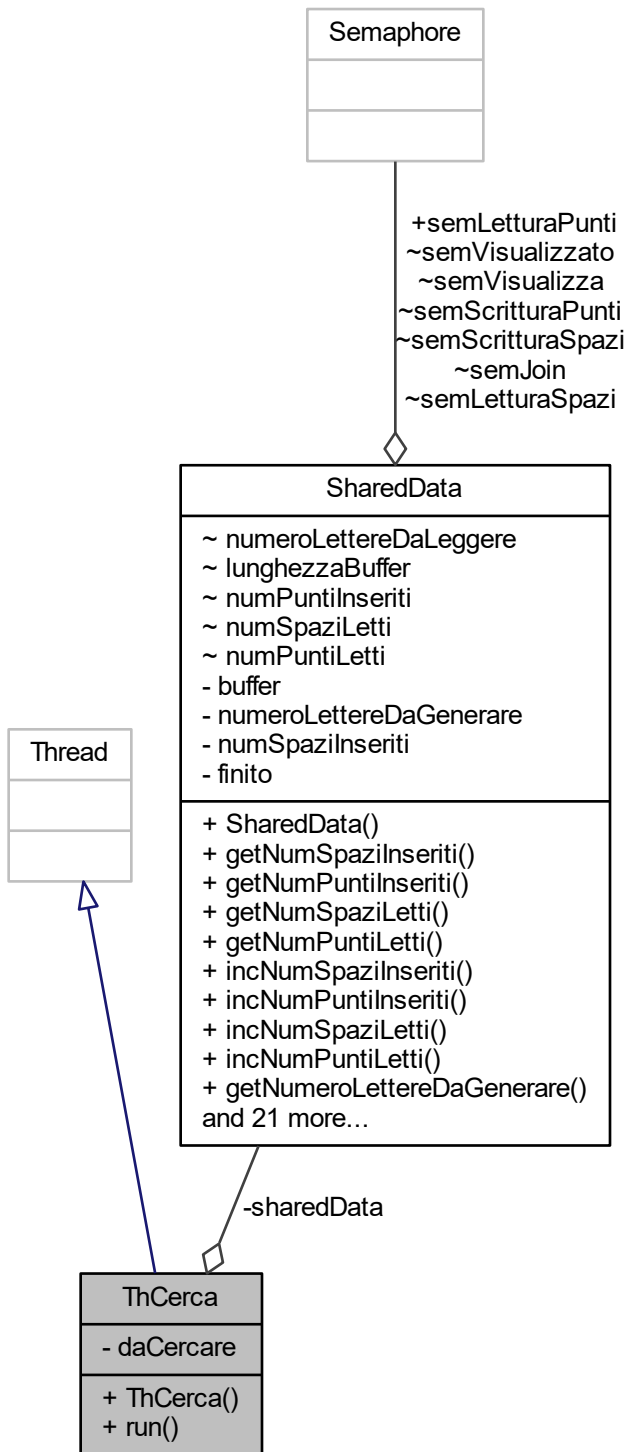 Semaphore
+semLetturaPunti
~semVisualizzato
~semVisualizza
~semScritturaPunti
~semScritturaSpazi
~semJoin
~semLetturaSpazi
SharedData
~ numeroLettereDaLeggere
~ lunghezzaBuffer
~ numPuntiInseriti
~ numSpaziLetti
~ numPuntiLetti
- buffer
- numeroLettereDaGenerare
- numSpaziInseriti
- finito
+ SharedData()
+ getNumSpaziInseriti()
+ getNumPuntiInseriti()
+ getNumSpaziLetti()
+ getNumPuntiLetti()
+ incNumSpaziInseriti()
+ incNumPuntiInseriti()
+ incNumSpaziLetti()
+ incNumPuntiLetti()
+ getNumeroLettereDaGenerare()
and 21 more...
Thread
-sharedData
ThCerca
- daCercare
+ ThCerca()
+ run()